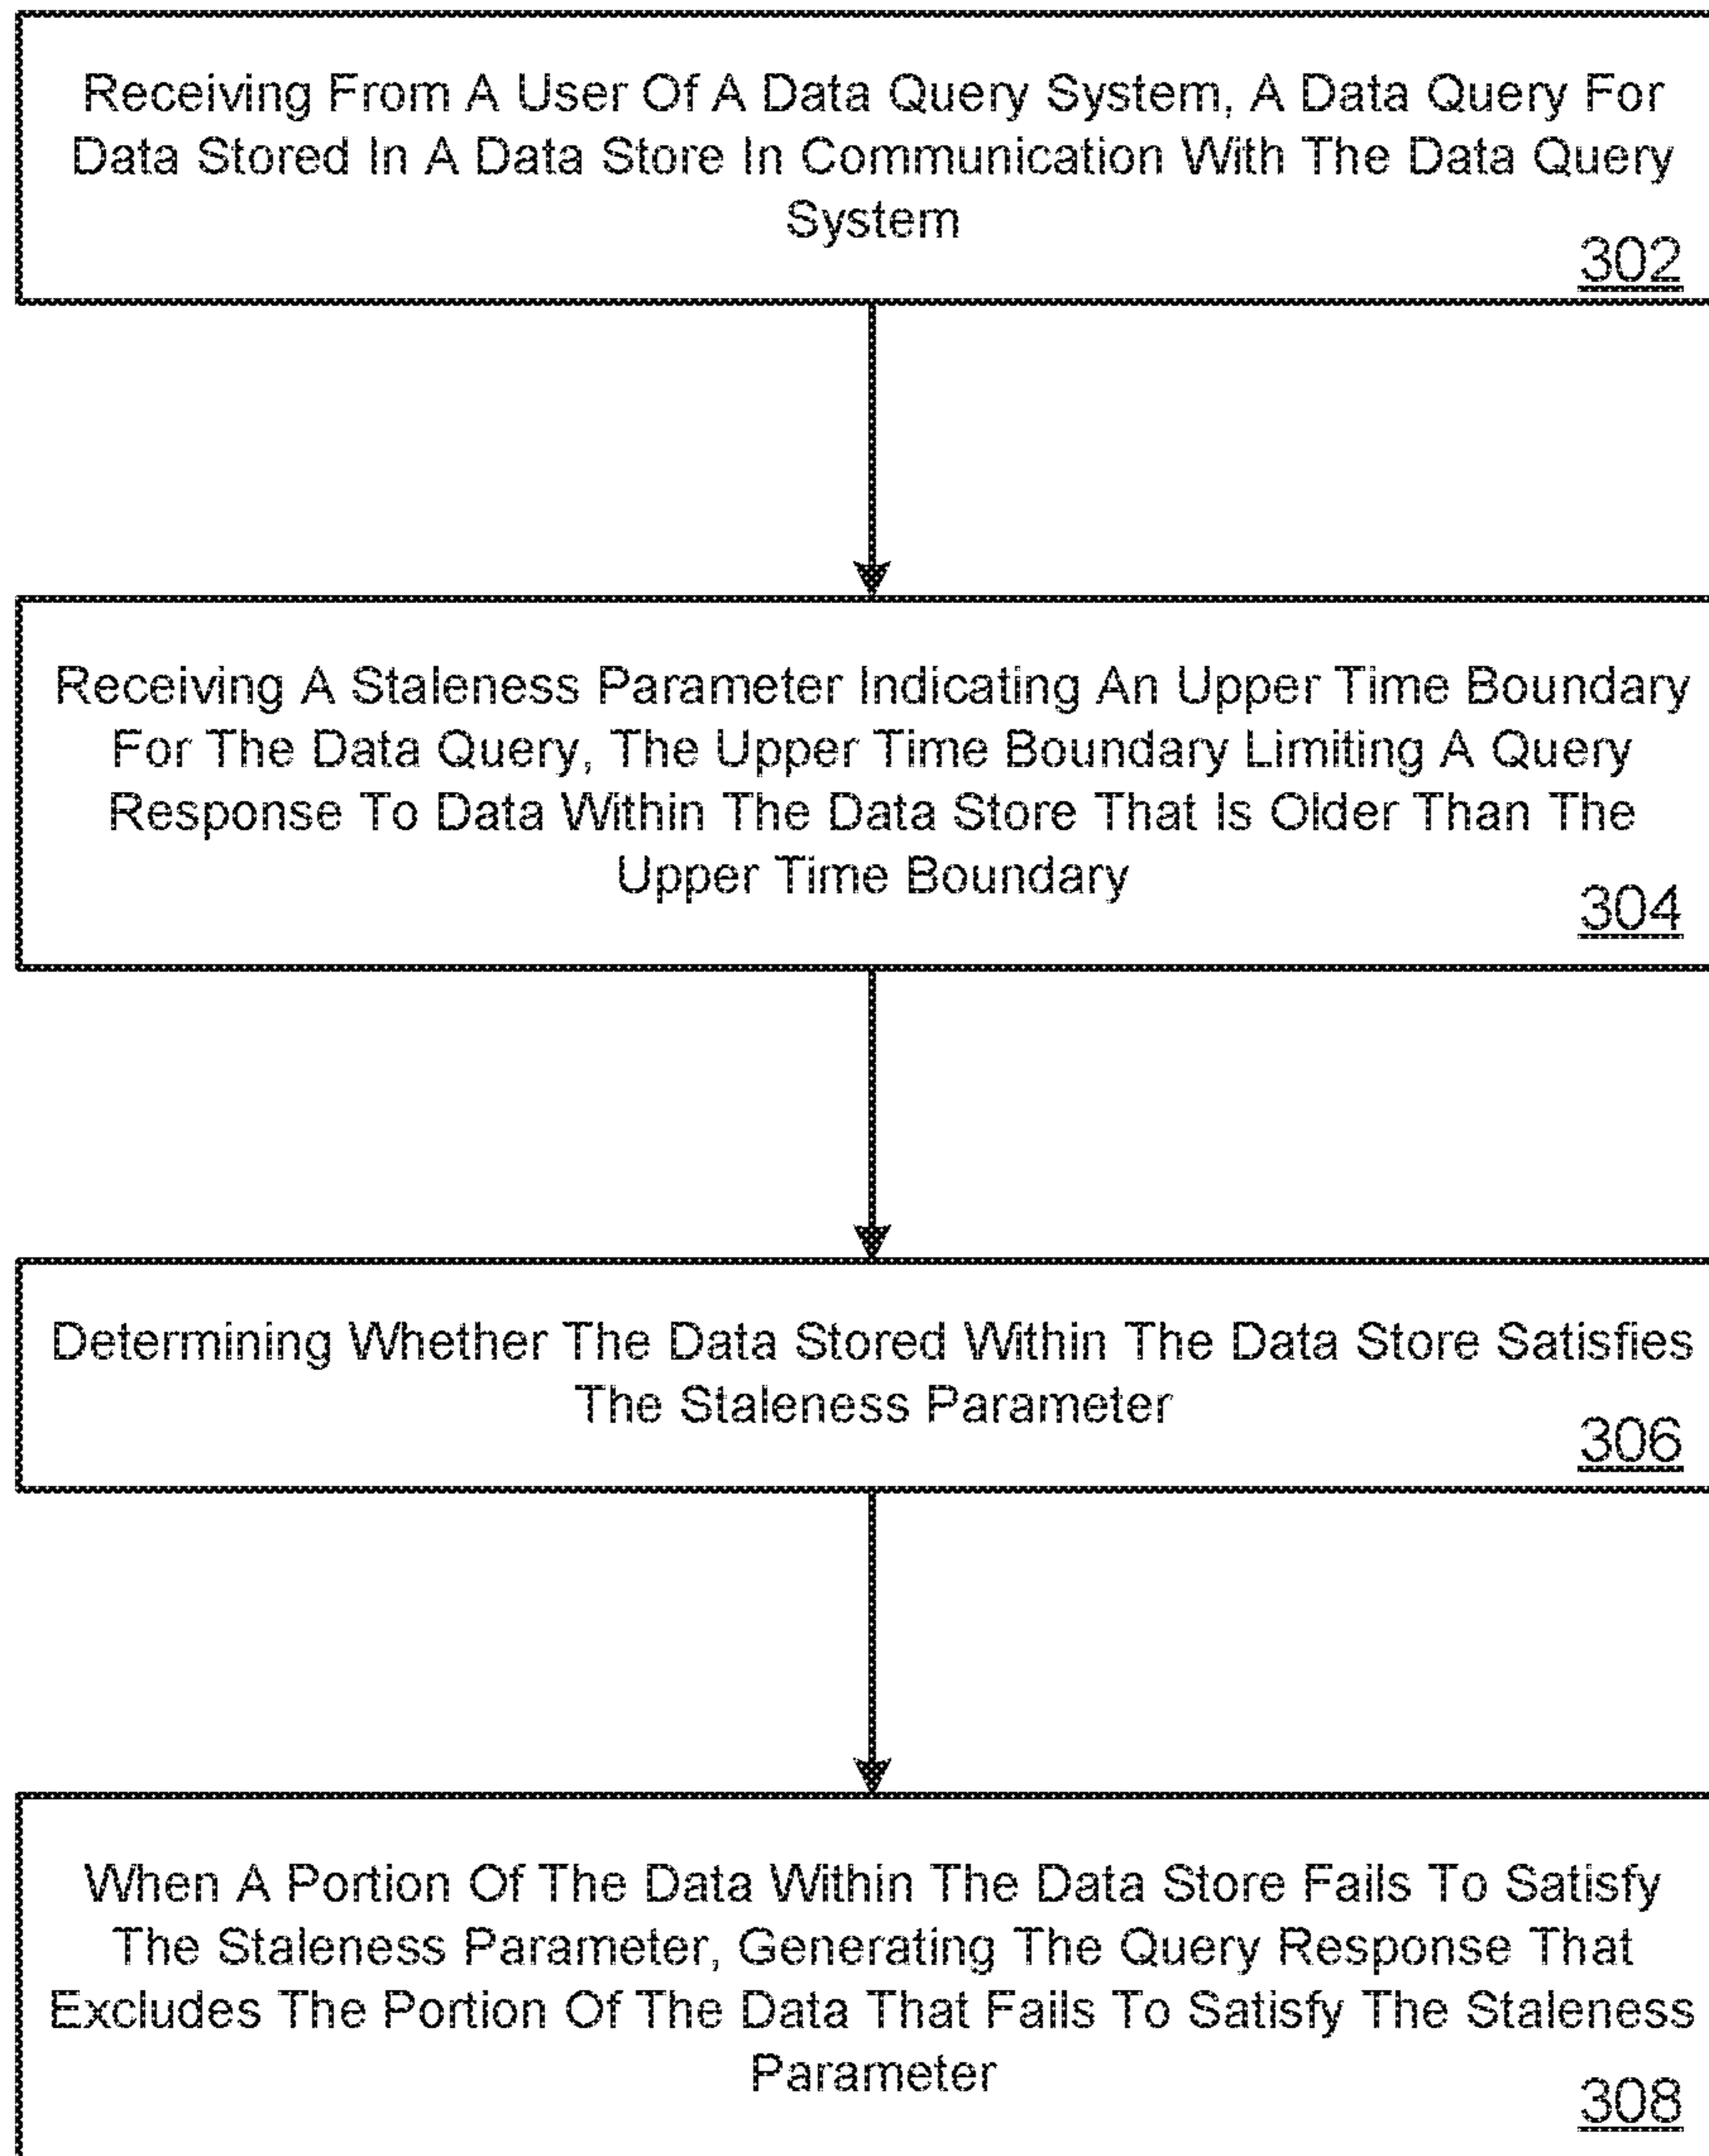 Receiving From A User Of A Data Query System, A Data Query For
Data Stored In A Data Store In Communication With The Data Query
System
302
Receiving A Staleness Parameter Indicating An Upper Time Boundary
For The Data Query, The Upper Time Boundary Limiting A Query
Response To Data Within The Data Store That Is Older Than The
Upper Time Boundary
304
Determining Whether The Data Stored Within The Data Store Satisfies
The Staleness Parameter
306
When A Portion Of The Data Within The Data Store Fails To Satisfy
The Staleness Parameter, Generating The Query Response That
Excludes The Portion Of The Data That Fails To Satisfy The Staleness
Parameter
308